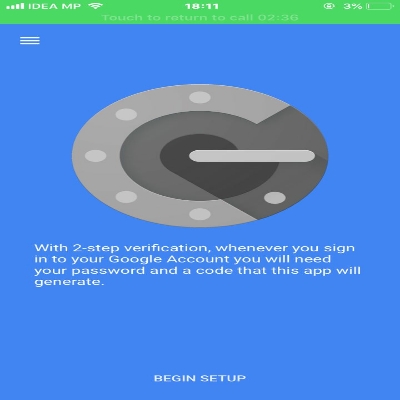 IDEA MP 18:11 3%
Touch to return to call 02:36
With 2-step verification, whenever you sign
in to your Google Account you will need
your password and a code that this app will
generate.
BEGIN SETUP